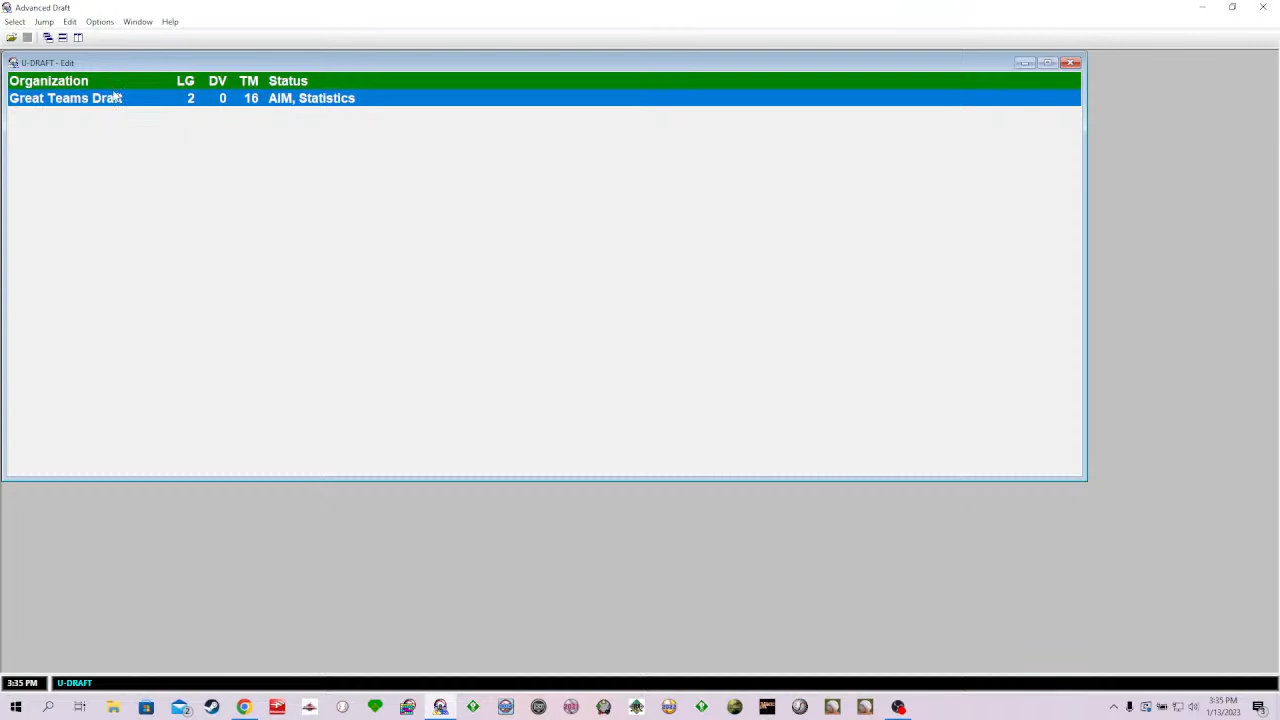 Advanced Draft
Select Jump Edit Options Window Help
U-DRAFT - Edit
Organization LG DV TM Status
Great Teams Draft 2 0 16 AIM, Statistics
3:35 PM U-DRAFT
3:35 PM
1/13/2023